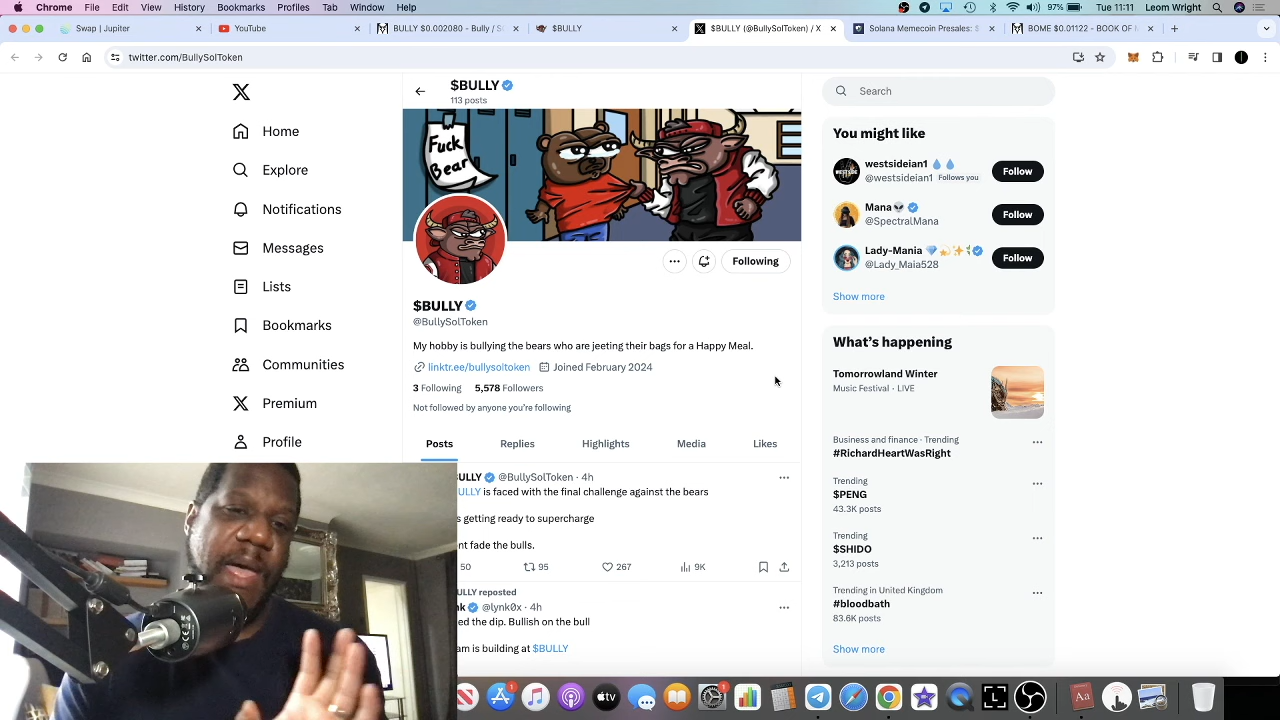 Chrome File Edit View History Bookmarks Profiles Tab Window Help 97% Tue 1:11 Leom Wright
Swap | Jupiter
YouTube
BULLY $0.002080 - Bully / S
$BULLY
$BULLY (@BullySolToken) / X
Solana Memecoin Presales: $
BOME $0.01122 - BOOK OF M
twitter.com/BullySolToken
$BULLY
113 posts
Home
Explore
Notifications
Messages
Lists
Bookmarks
Communities
Premium
Profile
Fuck
Bear
Following
$BULLY
@BullySolToken
My hobby is bullying the bears who are jeeting their bags for a Happy Meal.
linktr.ee/bullysoltoken Joined February 2024
3 Following 5,578 Followers
Not followed by anyone you're following
Posts Replies Highlights Media Likes
ULLY @BullySolToken · 4h
ULLY is faced with the final challenge against the bears
s getting ready to supercharge
nt fade the bulls.
50 95 267 9K
ULLY reposted
nk @lynk0x · 4h
ed the dip. Bullish on the bull
am is building at $BULLY
Search
You might like
westsideian1
@westsideian1 Follows you
Follow
Mana
@SpectralMana
Follow
Lady-Mania
@Lady_Maia528
Follow
Show more
What's happening
Tomorrowland Winter
Music Festival · LIVE
Business and finance · Trending
#RichardHeartWasRight
Trending
$PENG
43.3K posts
Trending
$SHIDO
3,213 posts
Trending in United Kingdom
#bloodbath
83.6K posts
Show more